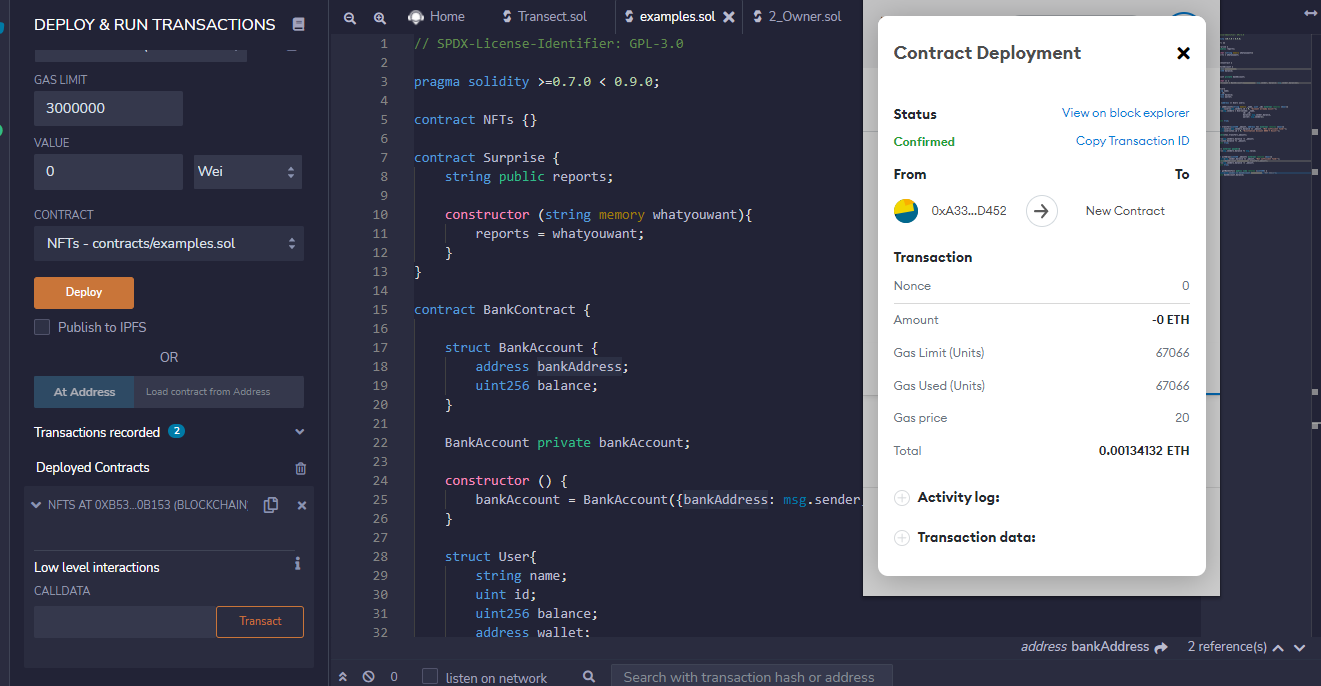 DEPLOY & RUN TRANSACTIONS
GAS LIMIT
3000000
VALUE
0
Wei
CONTRACT
NFTs - contracts/examples.sol
Deploy
Publish to IPFS
OR
At Address
Load contract from Address
Transactions recorded 2
Deployed Contracts
NFTS AT 0XB53...0B153 (BLOCKCHAIN
Low level interactions
i
CALLDATA
Transact
Home
Transect.sol
examples.sol
2_Owner.sol
1 // SPDX-License-Identifier: GPL-3.0
2
3 pragma solidity >=0.7.0 < 0.9.0;
4
5 contract NFTs {}
6
7 contract Surprise {
8 string public reports;
9
10 constructor (string memory whatyouwant){
11 reports = whatyouwant;
12 }
13 }
14
15 contract BankContract {
16
17 struct BankAccount {
18 address bankAddress;
19 uint256 balance;
20 }
21
22 BankAccount private bankAccount;
23
24 constructor () {
25 bankAccount = BankAccount({bankAddress: msg.sender,
26 }
27
28 struct User{
29 string name;
30 uint id;
31 uint256 balance;
32 address wallet;
address bankAddress
2 reference(s)
0
listen on network
Search with transaction hash or address
Contract Deployment
Status
View on block explorer
Confirmed
Copy Transaction ID
From
To
0xA33...D452
New Contract
Transaction
Nonce
0
Amount
-0 ETH
Gas Limit (Units)
67066
Gas Used (Units)
67066
Gas price
20
Total
0.00134132 ETH
Activity log:
Transaction data: